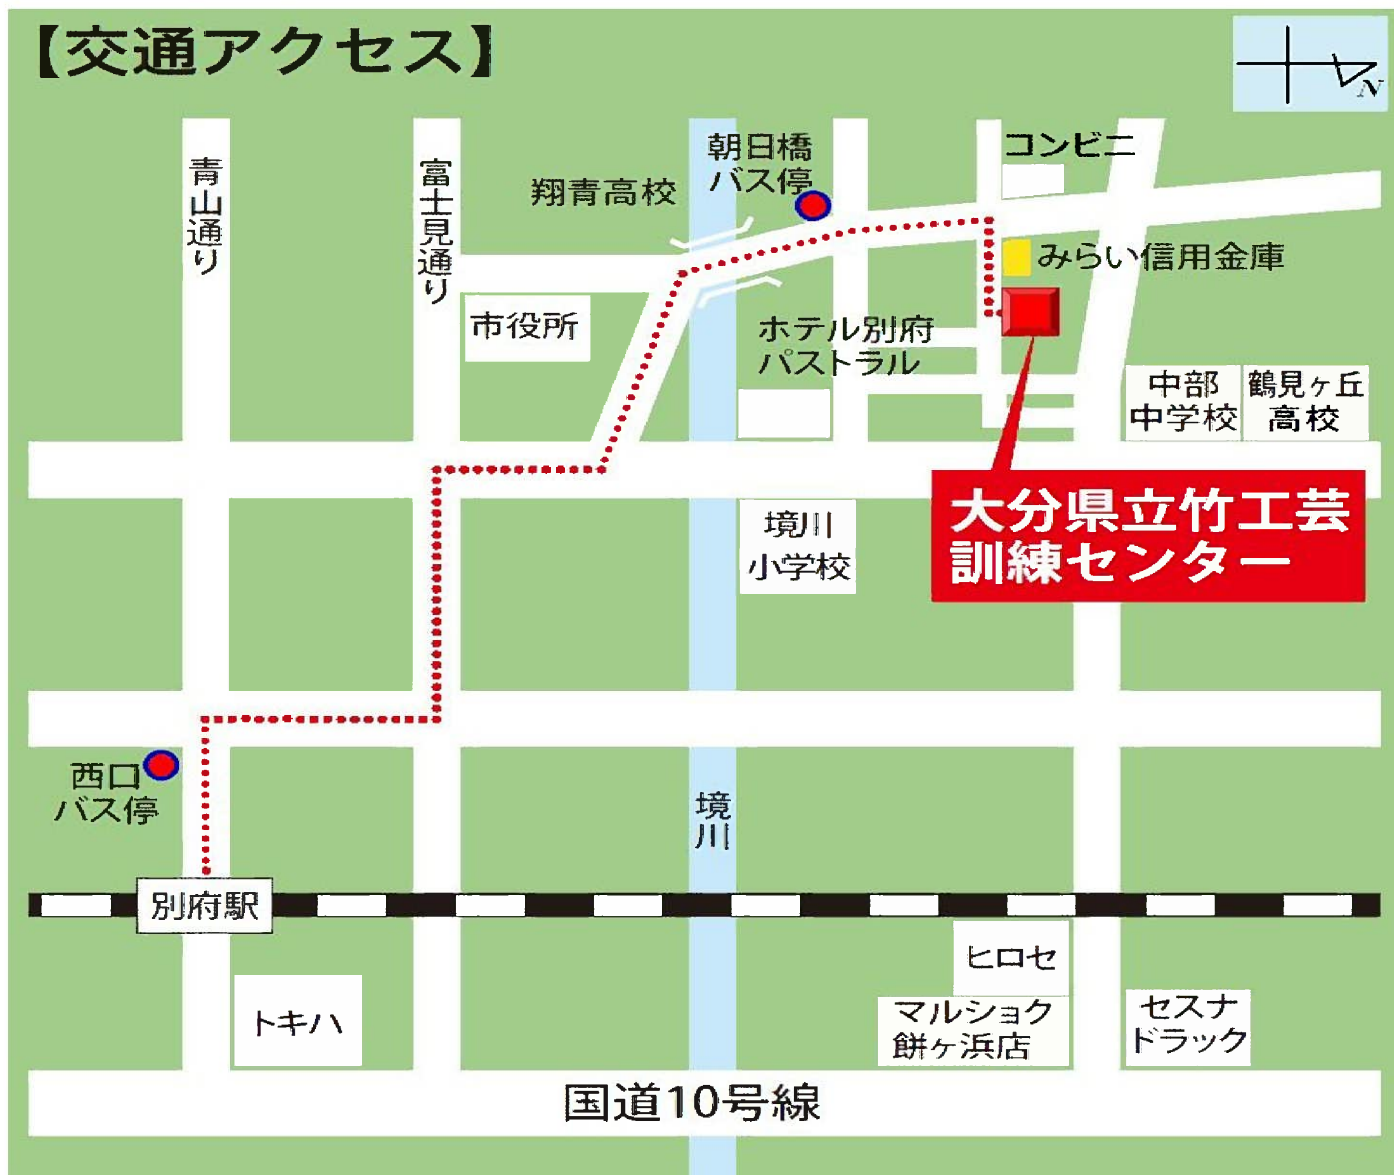 【交通アクセス】
N
青山通り
富士見通り
翔青高校
朝日橋
バス停
コンビニ
みらい信用金庫
市役所
ホテル別府
パストラル
中部
中学校
鶴見ヶ丘
高校
大分県立竹工芸
訓練センター
境川
小学校
西口
バス停
境川
別府駅
トキハ
ヒロセ
マルショク
餅ヶ浜店
セスナ
ドラック
国道10号線